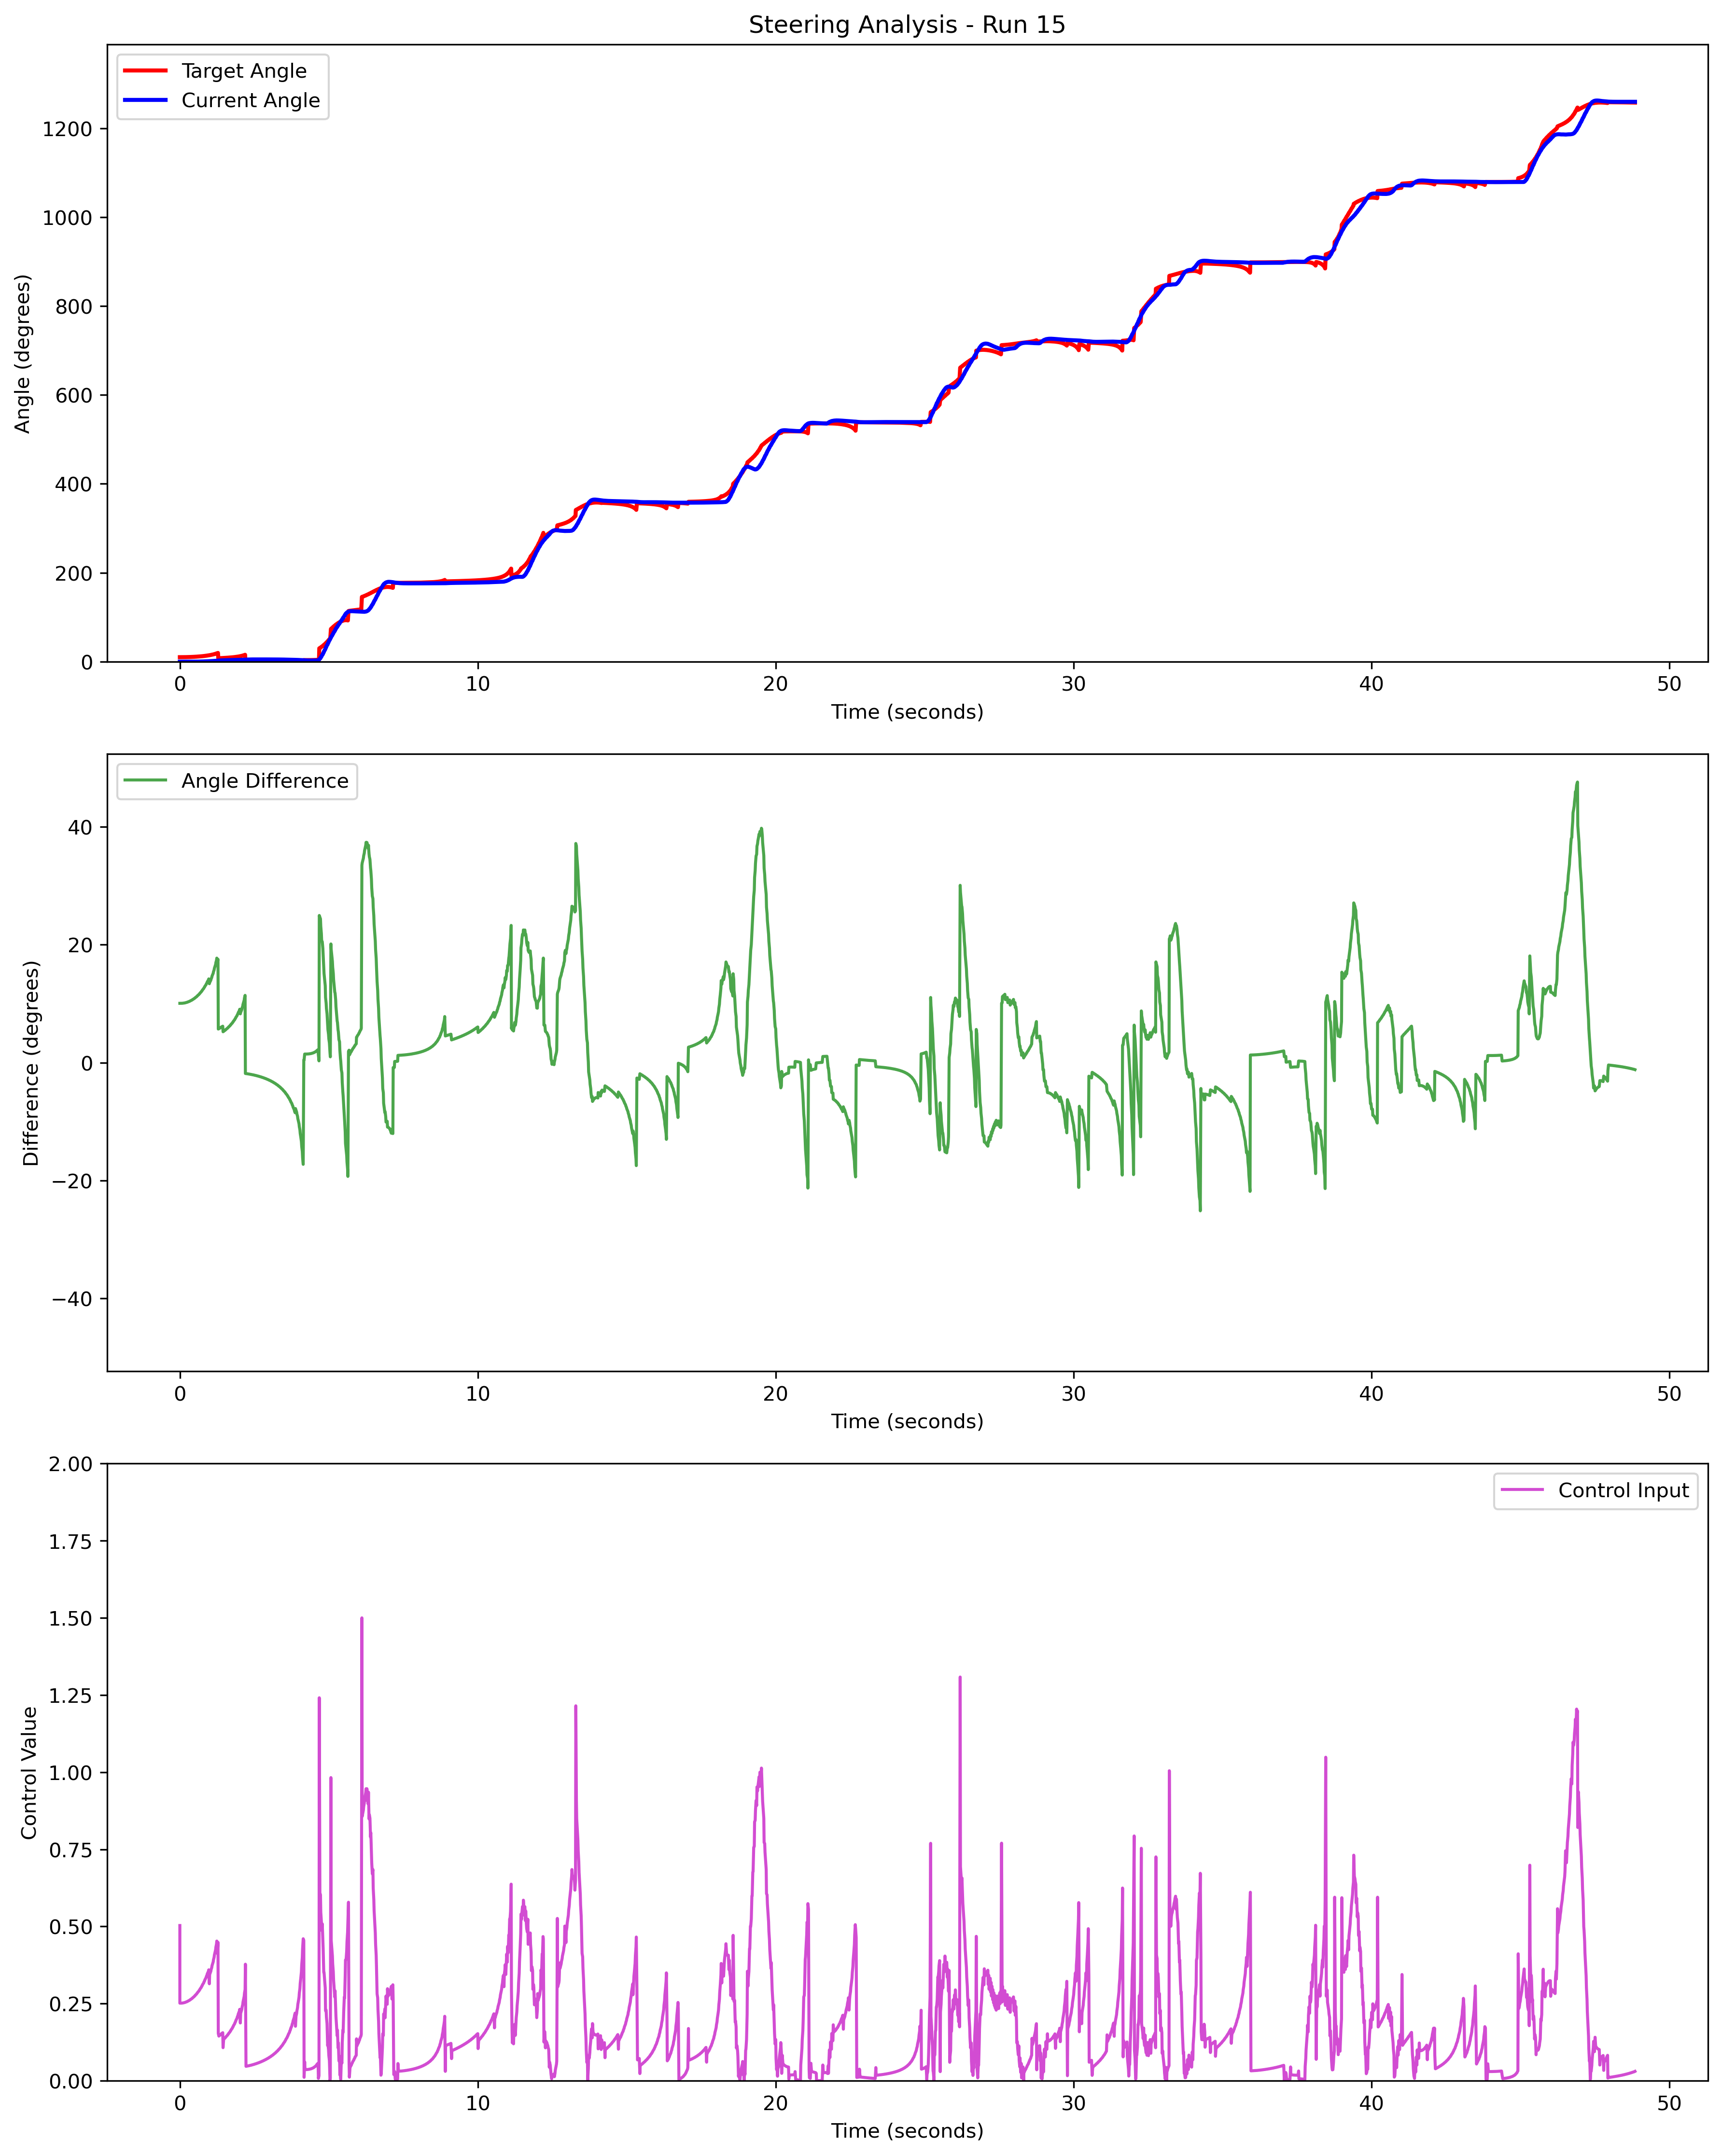 Steering Analysis - Run 15
Target Angle
Current Angle
Angle (degrees)
1200
1000
800
600
400
200
0
0 10 20 30 40 50
Time (seconds)
Angle Difference
Difference (degrees)
40
20
0
−20
−40
0 10 20 30 40 50
Time (seconds)
Control Input
Control Value
2.00
1.75
1.50
1.25
1.00
0.75
0.50
0.25
0.00
0 10 20 30 40 50
Time (seconds)